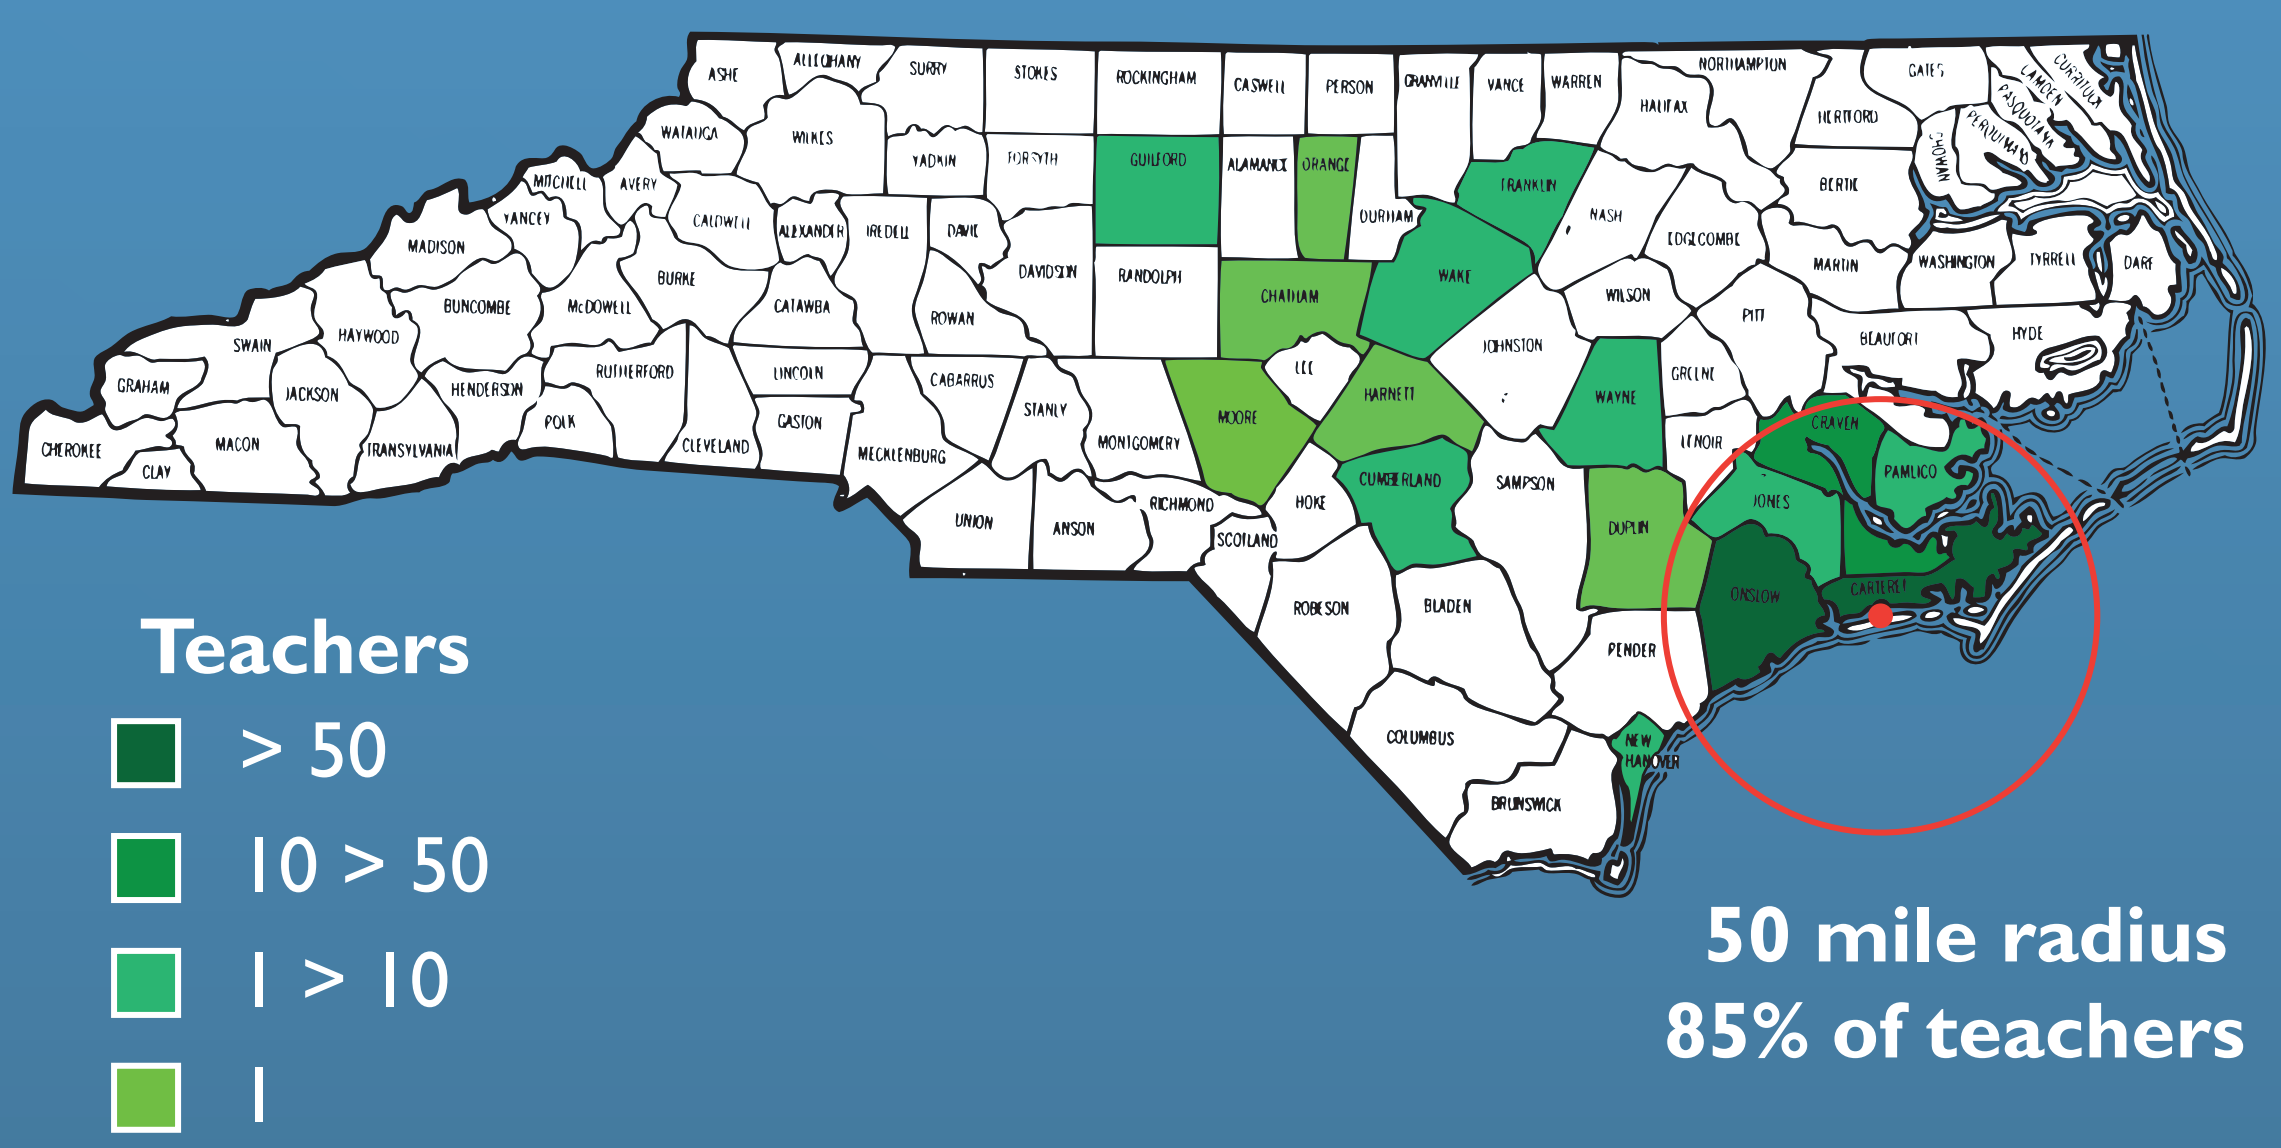 ASHE
ALLEGHANY
SURRY
STOKES
ROCKINGHAM
CASWELL
PERSON
GRANVILLE
VANCE
WARREN
NORTHAMPTON
GATES
CURRITUCK
CAMDEN
PASQUOTANK
PERQUIMANS
CHOWAN
HERTFORD
HALIFAX
WATAUGA
WILKES
YADKIN
FORSYTH
GUILFORD
ALAMANCE
ORANGE
DURHAM
FRANKLIN
NASH
EDGECOMBE
BERTIE
MITCHELL
AVERY
YANCEY
CALDWELL
ALEXANDER
IREDELL
DAVIE
MADISON
BUNCOMBE
McDOWELL
BURKE
CATAWBA
ROWAN
DAVIDSON
RANDOLPH
CHATHAM
WAKE
WILSON
MARTIN
WASHINGTON
TYRRELL
DARE
PITT
BEAUFORT
HYDE
SWAIN
HAYWOOD
GRAHAM
JACKSON
HENDERSON
RUTHERFORD
LINCOLN
CABARRUS
STANLY
LEE
JOHNSTON
GREENE
WAYNE
HARNETT
MOORE
CHEROKEE
CLAY
MACON
TRANSYLVANIA
POLK
CLEVELAND
GASTON
MECKLENBURG
MONTGOMERY
LENOIR
CRAVEN
PAMLICO
UNION
ANSON
RICHMOND
SCOTLAND
HOKE
CUMBERLAND
SAMPSON
DUPLIN
JONES
ONSLOW
CARTERET
ROBESON
BLADEN
PENDER
COLUMBUS
NEW
HANOVER
BRUNSWICK
Teachers
> 50
10 > 50
1 > 10
1
50 mile radius
85% of teachers